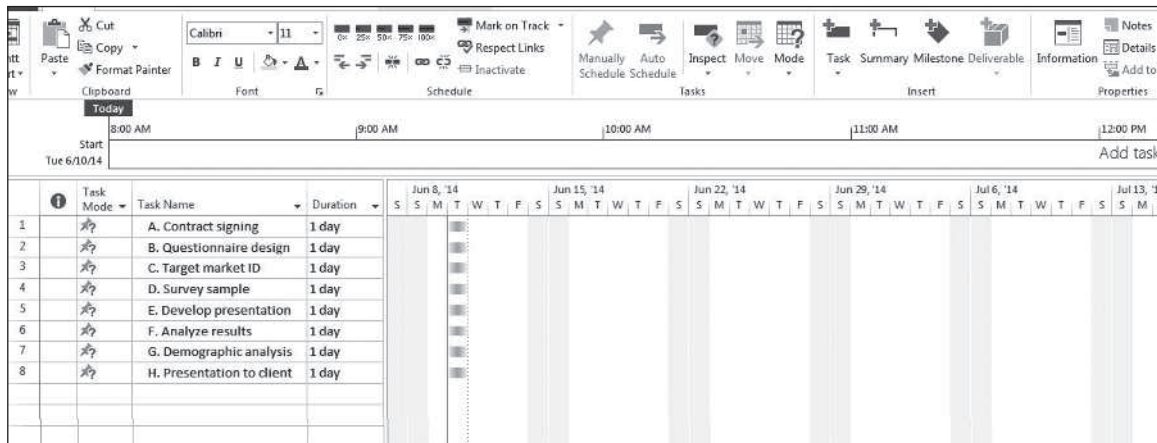 Cut
Copy
Format Painter
Paste
Clipboard
Calibri 11
B I U A
Font
0× 25× 50× 75× 100×
Mark on Track
Respect Links
Inactivate
Schedule
Manually Schedule
Auto Schedule
Inspect Move Mode
Tasks
Task Summary Milestone Deliverable
Insert
Information
Notes
Details
Add to
Properties
Today
8:00 AM 9:00 AM 10:00 AM 11:00 AM 12:00 PM
Start
Tue 6/10/14
Add task
Task Mode Task Name Duration
Jun 8, '14 Jun 15, '14 Jun 22, '14 Jun 29, '14 Jul 6, '14 Jul 13, '1
S S M T W T F S S M T W T F S S M T W T F S S M T W T F S S M T W T F S S M
1 A. Contract signing 1 day
2 B. Questionnaire design 1 day
3 C. Target market ID 1 day
4 D. Survey sample 1 day
5 E. Develop presentation 1 day
6 F. Analyze results 1 day
7 G. Demographic analysis 1 day
8 H. Presentation to client 1 day